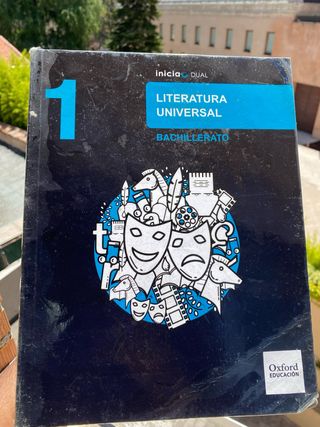 inicia DUAL
1
LITERATURA
UNIVERSAL
BACHILLERATO
Oxford
EDUCACIÓN